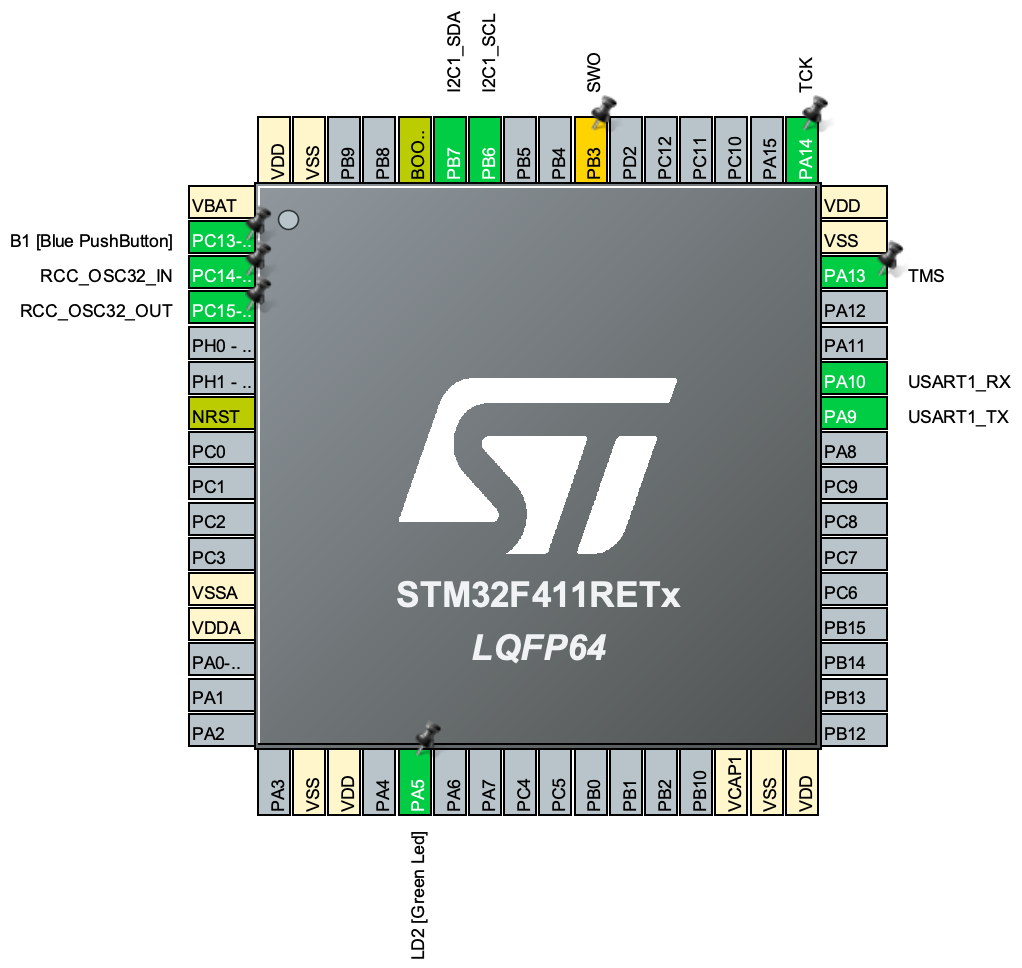 I2C1_SDA
I2C1_SCL
SWO
TCK
VDD
VSS
PB9
PB8
BOO..
PB7
PB6
PB5
PB4
PB3
PD2
PC12
PC11
PC10
PA15
PA14
VBAT
B1 [Blue PushButton] PC13-..
RCC_OSC32_IN PC14-..
RCC_OSC32_OUT PC15-..
PH0 - ..
PH1 - ..
NRST
PC0
PC1
PC2
PC3
VSSA
VDDA
PA0-..
PA1
PA2
ST
STM32F411RETx
LQFP64
VDD
VSS
PA13 TMS
PA12
PA11
PA10 USART1_RX
PA9 USART1_TX
PA8
PC9
PC8
PC7
PC6
PB15
PB14
PB13
PB12
PA3
VSS
VDD
PA4
PA5
PA6
PA7
PC4
PC5
PB0
PB1
PB2
PB10
VCAP1
VSS
VDD
LD2 [Green Led]